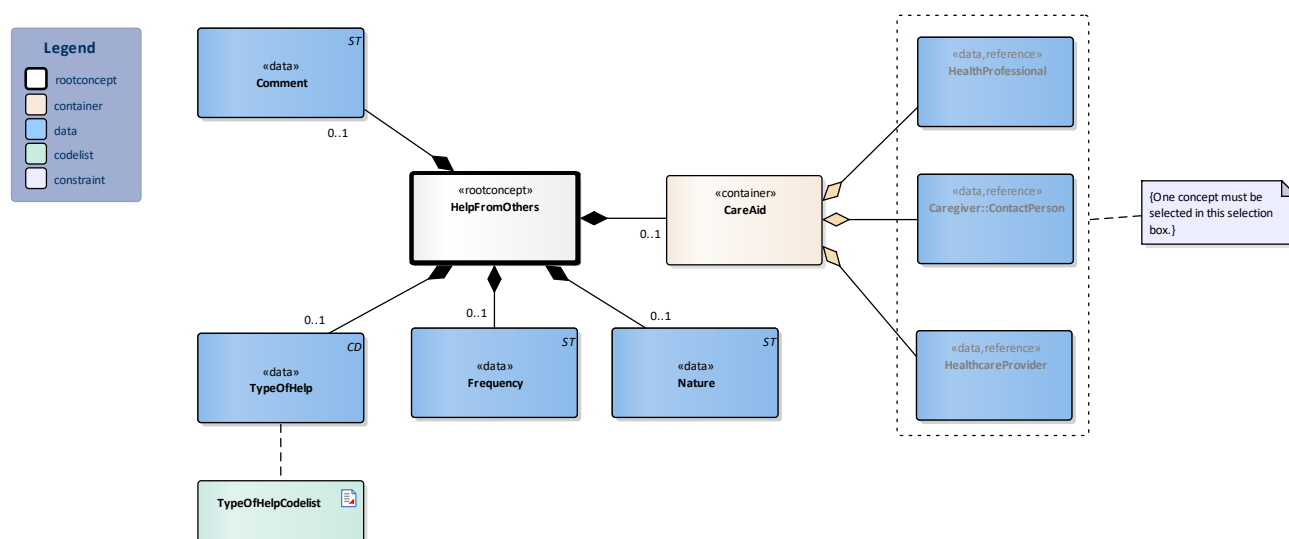 Legend
rootconcept
container
data
codelist
constraint
ST
«data»
Comment
0..1
«rootconcept»
HelpFromOthers
0..1
«container»
CareAid
«data,reference»
HealthProfessional
«data,reference»
Caregiver::ContactPerson
«data,reference»
HealthcareProvider
{One concept must be
selected in this selection
box.}
0..1
CD
«data»
TypeOfHelp
0..1
ST
«data»
Frequency
0..1
ST
«data»
Nature
TypeOfHelpCodelist